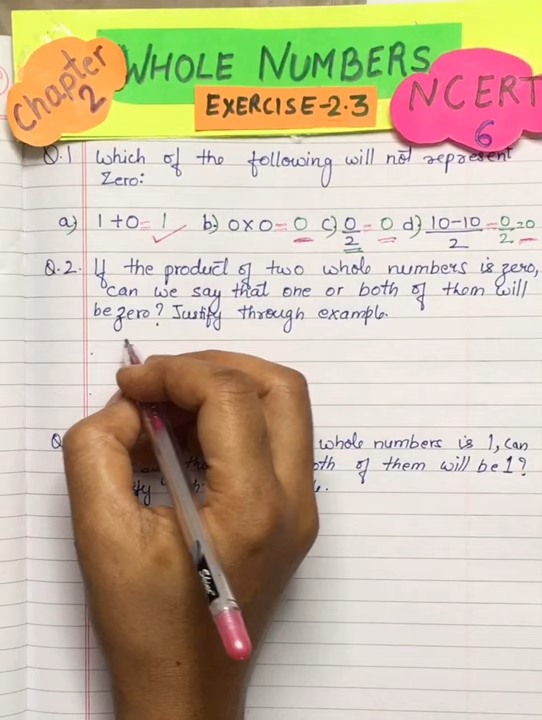 Chapter 2
WHOLE NUMBERS
EXERCISE-2.3
NCERT
6
Q.1 Which of the following will not represent
Zero:
a) 1+0=1 b) 0x0=0 c) 0/2=0 d) 10-10/2=0/2=0
Q.2. If the product of two whole numbers is zero,
can we say that one or both of them will
be zero? Justify through example.
whole numbers is 1, can
of them will be 1?